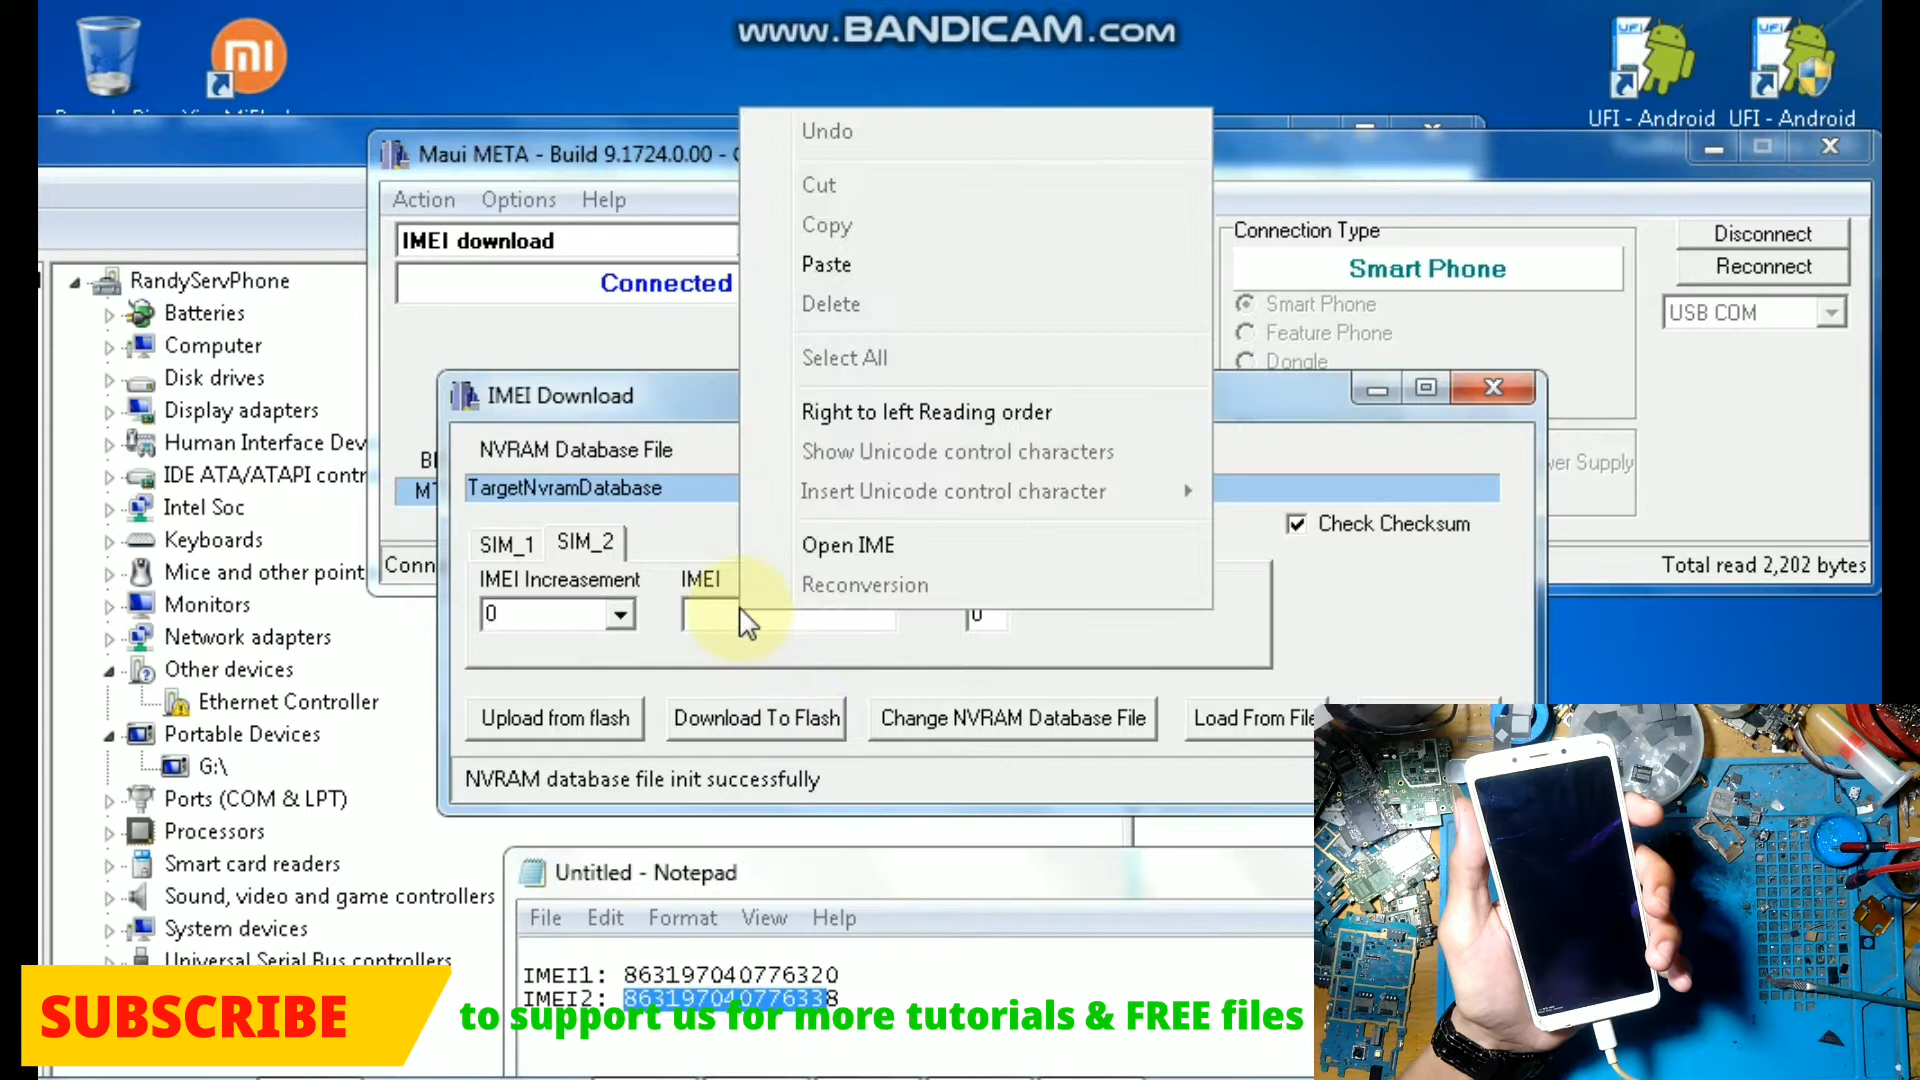 www.BANDICAM.com
UFI - Android UFI - Android
Maui META - Build 9.1724.0.00 -
Action Options Help
IMEI download
Connected
Undo
Cut
Copy
Paste
Delete
Select All
Right to left Reading order
Show Unicode control characters
Insert Unicode control character
Open IME
Reconversion
Connection Type
Smart Phone
Smart Phone
Feature Phone
Dongle
Disconnect
Reconnect
USB COM
Total read 2,202 bytes
RandyServPhone
Batteries
Computer
Disk drives
Display adapters
Human Interface Dev
IDE ATA/ATAPI contr
Intel Soc
Keyboards
Mice and other point
Monitors
Network adapters
Other devices
Ethernet Controller
Portable Devices
G:\
Ports (COM & LPT)
Processors
Smart card readers
Sound, video and game controllers
System devices
Universal Serial Bus controllers
IMEI Download
NVRAM Database File
TargetNvramDatabase
Check Checksum
SIM_1 SIM_2
IMEI Increasement IMEI
0 0
Upload from flash Download To Flash Change NVRAM Database File Load From File
NVRAM database file init successfully
Untitled - Notepad
File Edit Format View Help
IMEI1: 863197040776320
IMEI2: 863197040776338
SUBSCRIBE to support us for more tutorials & FREE files